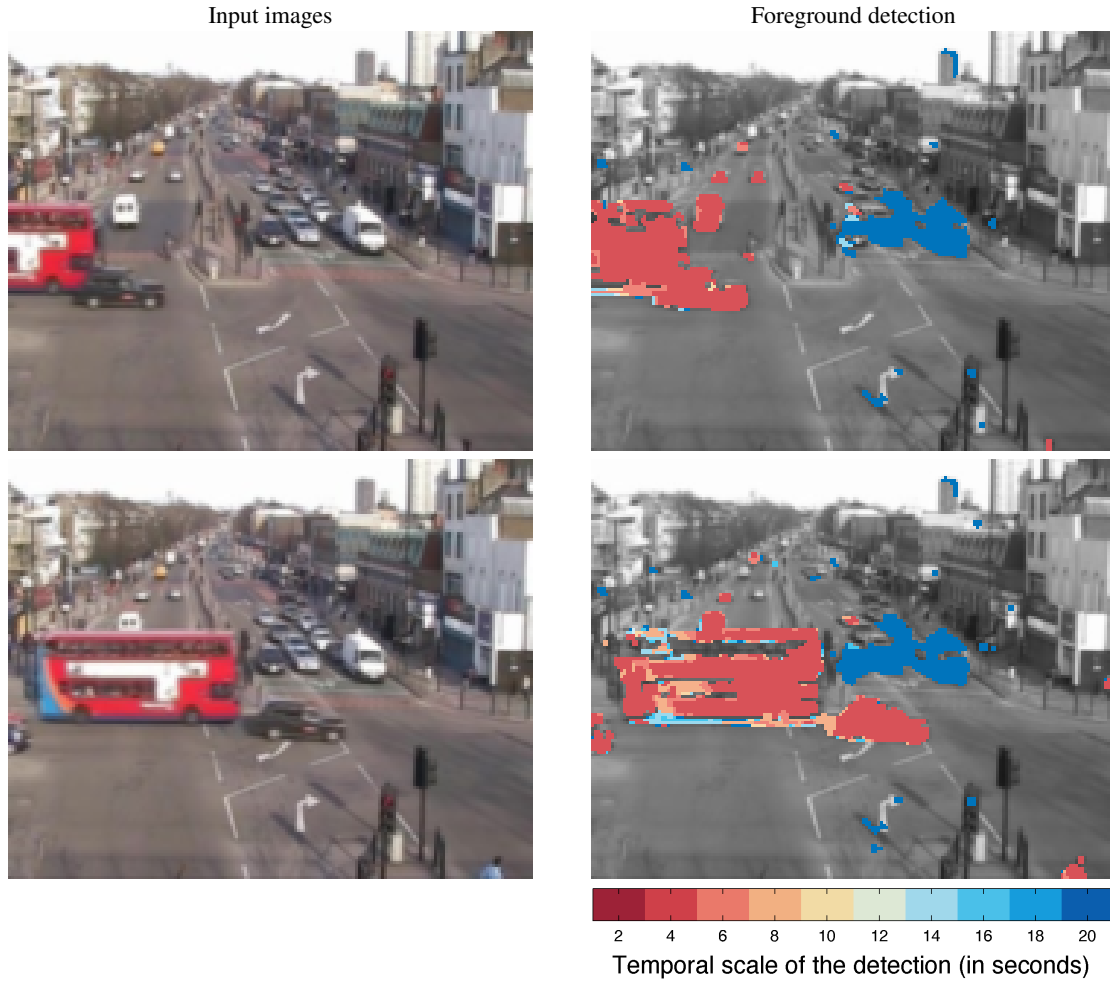 Input images
Foreground detection
2 4 6 8 10 12 14 16 18 20
Temporal scale of the detection (in seconds)